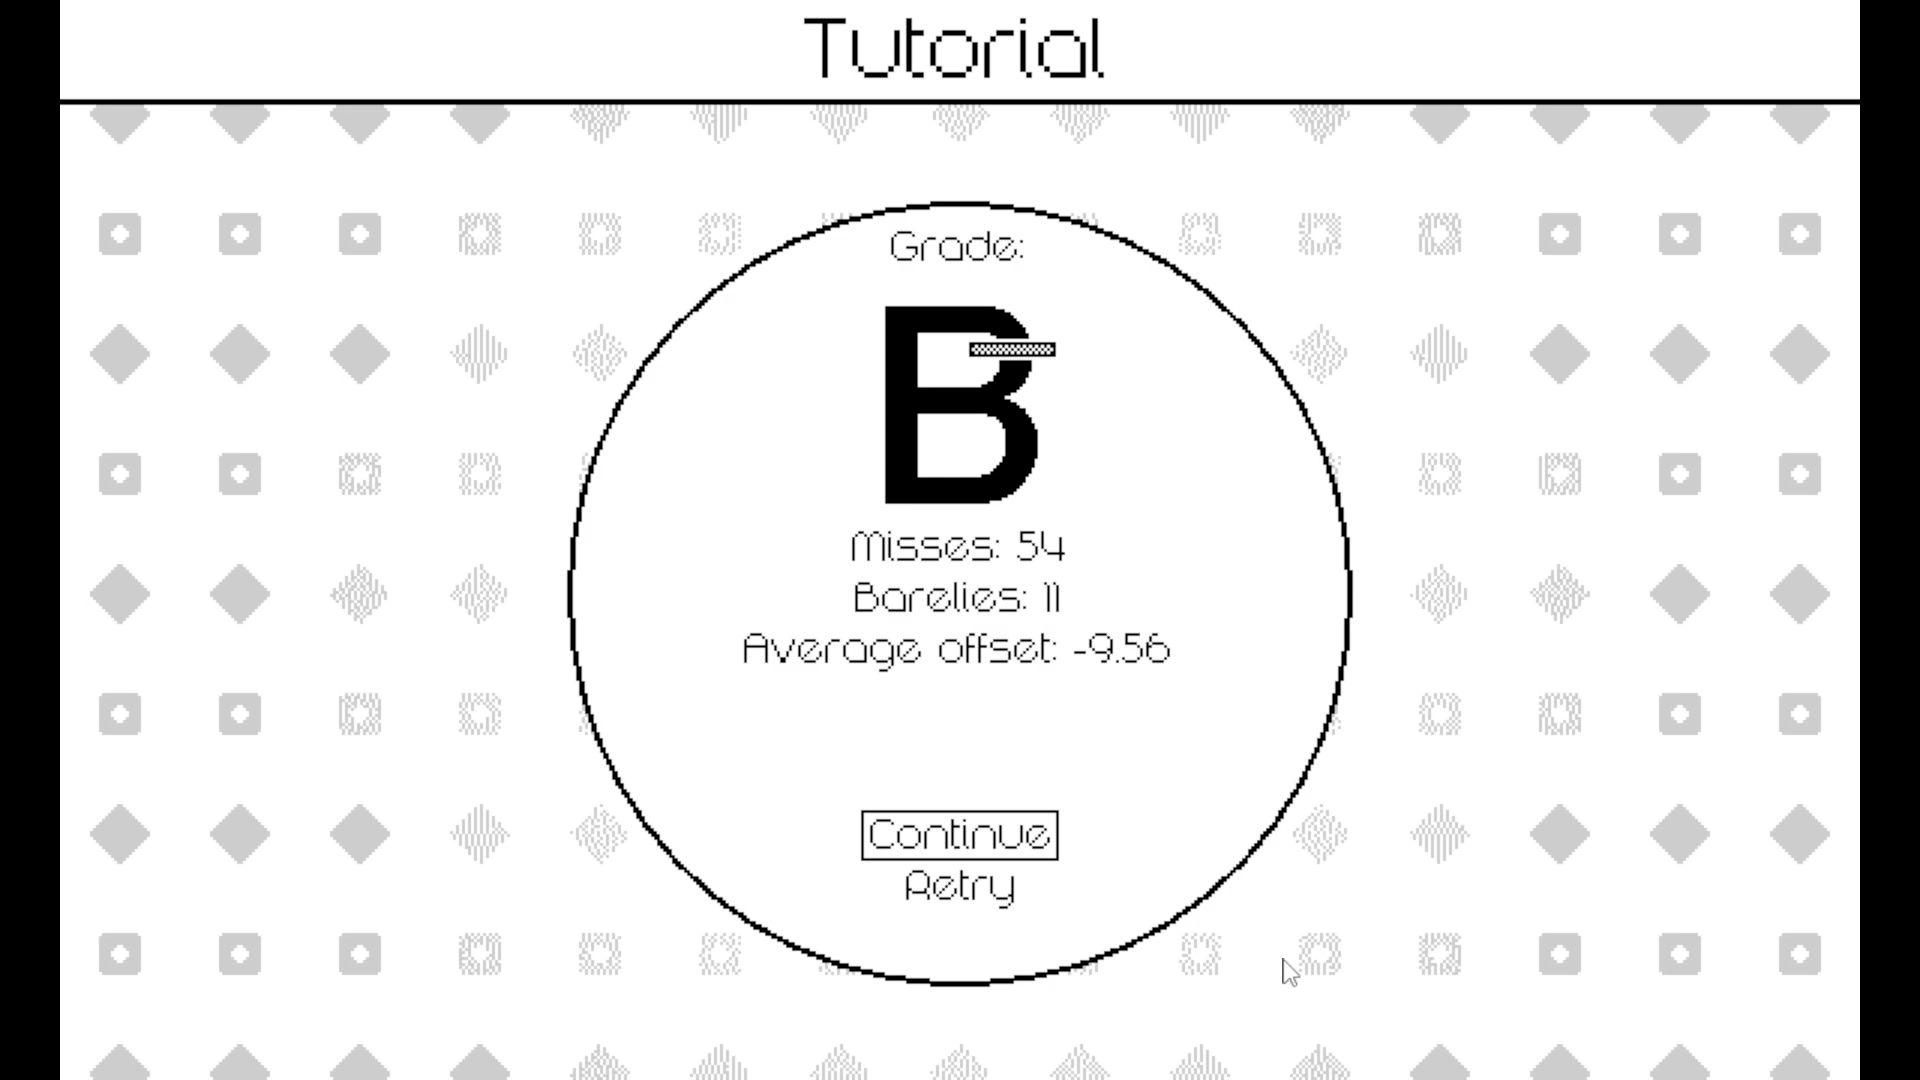 Tutorial
Grade:
B-
Misses: 54
Barelies: 11
Average offset: -9.56
Continue
Retry